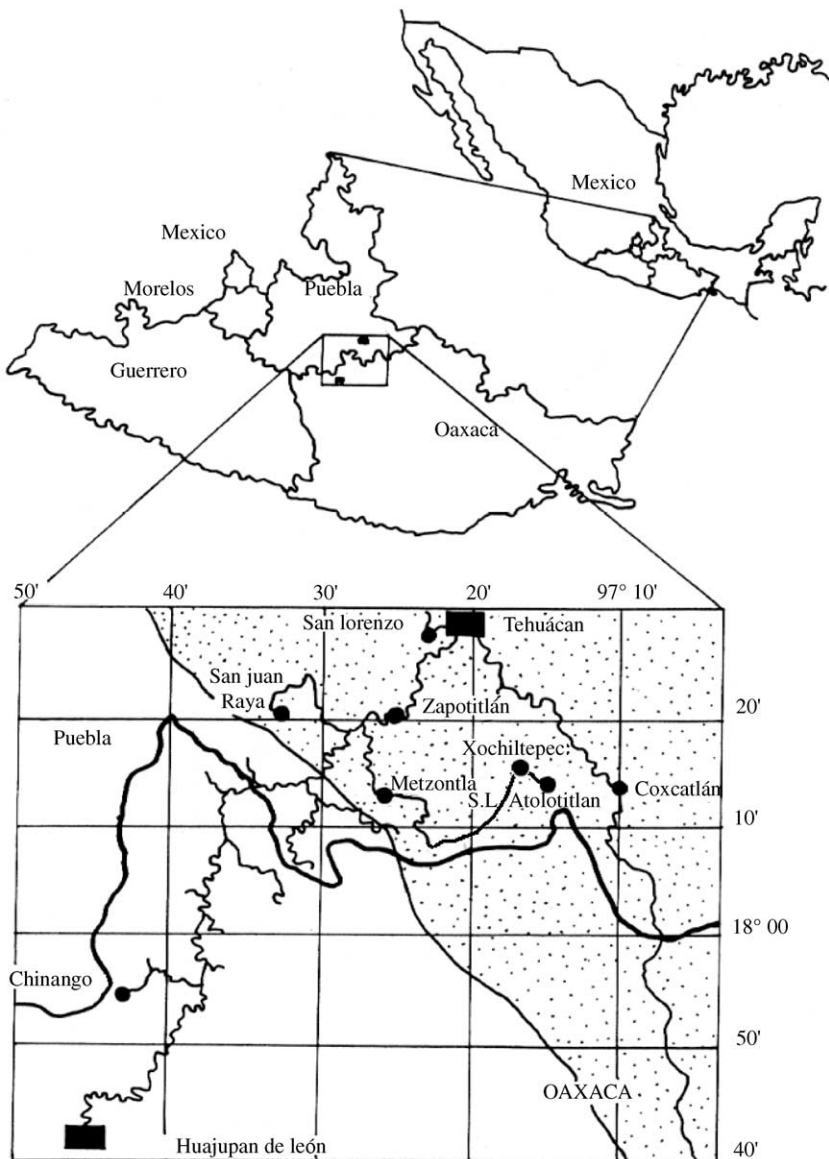 Mexico
Mexico
Morelos
Puebla
Guerrero
Oaxaca
50' 40' 30' 20' 97° 10'
San lorenzo Tehuácan
San juan
Raya
Zapotitlán
20'
Puebla
Xochiltepec
Metzontla
S.L. Atolotitlan
Coxcatlán
10'
18° 00
Chinango
50'
OAXACA
Huajupan de león
40'